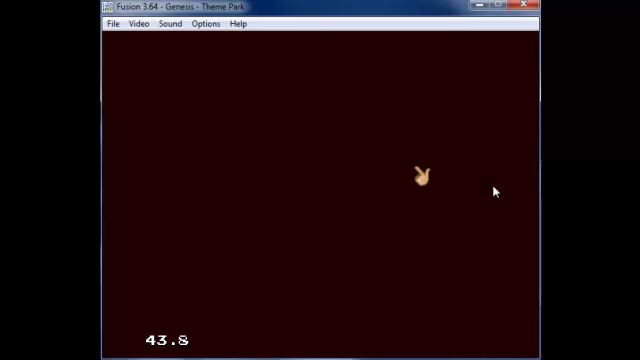 Fusion 3.64 - Genesis - Theme Park
File Video Sound Options Help
43.8